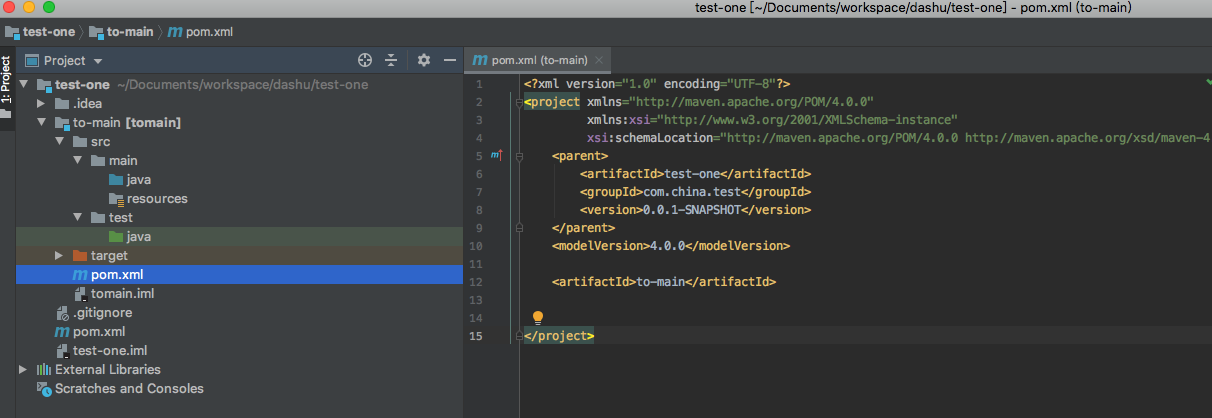 test-one [~/Documents/workspace/dashu/test-one] - pom.xml (to-main)
test-one to-main m pom.xml
1: Project
Project
m pom.xml (to-main)
test-one ~/Documents/workspace/dashu/test-one
.idea
to-main [tomain]
src
main
java
resources
test
java
target
m pom.xml
tomain.iml
.gitignore
m pom.xml
test-one.iml
External Libraries
Scratches and Consoles
1 <?xml version="1.0" encoding="UTF-8"?>
2 <project xmlns="http://maven.apache.org/POM/4.0.0"
3 xmlns:xsi="http://www.w3.org/2001/XMLSchema-instance"
4 xsi:schemaLocation="http://maven.apache.org/POM/4.0.0 http://maven.apache.org/xsd/maven-4
5 m <parent>
6 <artifactId>test-one</artifactId>
7 <groupId>com.china.test</groupId>
8 <version>0.0.1-SNAPSHOT</version>
9 </parent>
10 <modelVersion>4.0.0</modelVersion>
11
12 <artifactId>to-main</artifactId>
13
14
15 </project>